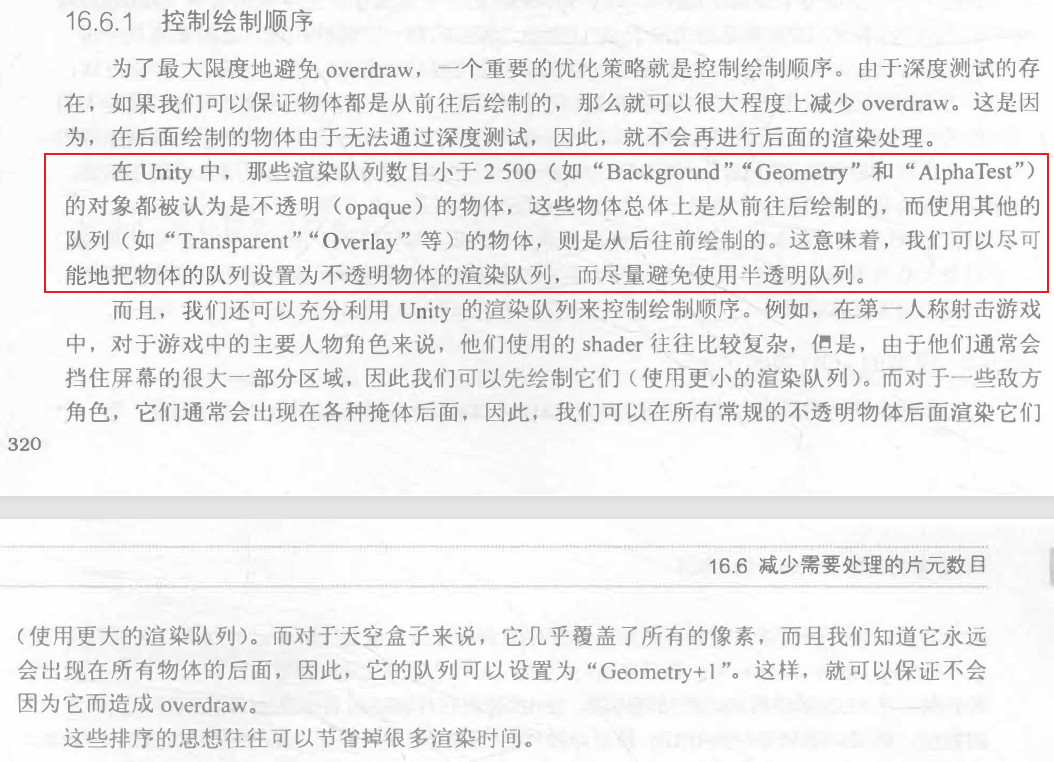 16.6.1 控制绘制顺序
为了最大限度地避免 overdraw，一个重要的优化策略就是控制绘制顺序。由于深度测试的存
在，如果我们可以保证物体都是从前往后绘制的，那么就可以很大程度上减少 overdraw。这是因
为，在后面绘制的物体由于无法通过深度测试，因此，就不会再进行后面的渲染处理。
在 Unity 中，那些渲染队列数目小于 2 500（如“Background”“Geometry”和“AlphaTest”）
的对象都被认为是不透明（opaque）的物体，这些物体总体上是从前往后绘制的，而使用其他的
队列（如“Transparent”“Overlay”等）的物体，则是从后往前绘制的。这意味着，我们可以尽可
能地把物体的队列设置为不透明物体的渲染队列，而尽量避免使用半透明队列。
而且，我们还可以充分利用 Unity 的渲染队列来控制绘制顺序。例如，在第一人称射击游戏
中，对于游戏中的主要人物角色来说，他们使用的 shader 往往比较复杂，但是，由于他们通常会
挡住屏幕的很大一部分区域，因此我们可以先绘制它们（使用更小的渲染队列）。而对于一些敌方
角色，它们通常会出现在各种掩体后面，因此，我们可以在所有常规的不透明物体后面渲染它们
320
16.6 减少需要处理的片元数目
（使用更大的渲染队列）。而对于天空盒子来说，它几乎覆盖了所有的像素，而且我们知道它永远
会出现在所有物体的后面，因此，它的队列可以设置为“Geometry+1”。这样，就可以保证不会
因为它而造成 overdraw。
这些排序的思想往往可以节省掉很多渲染时间。